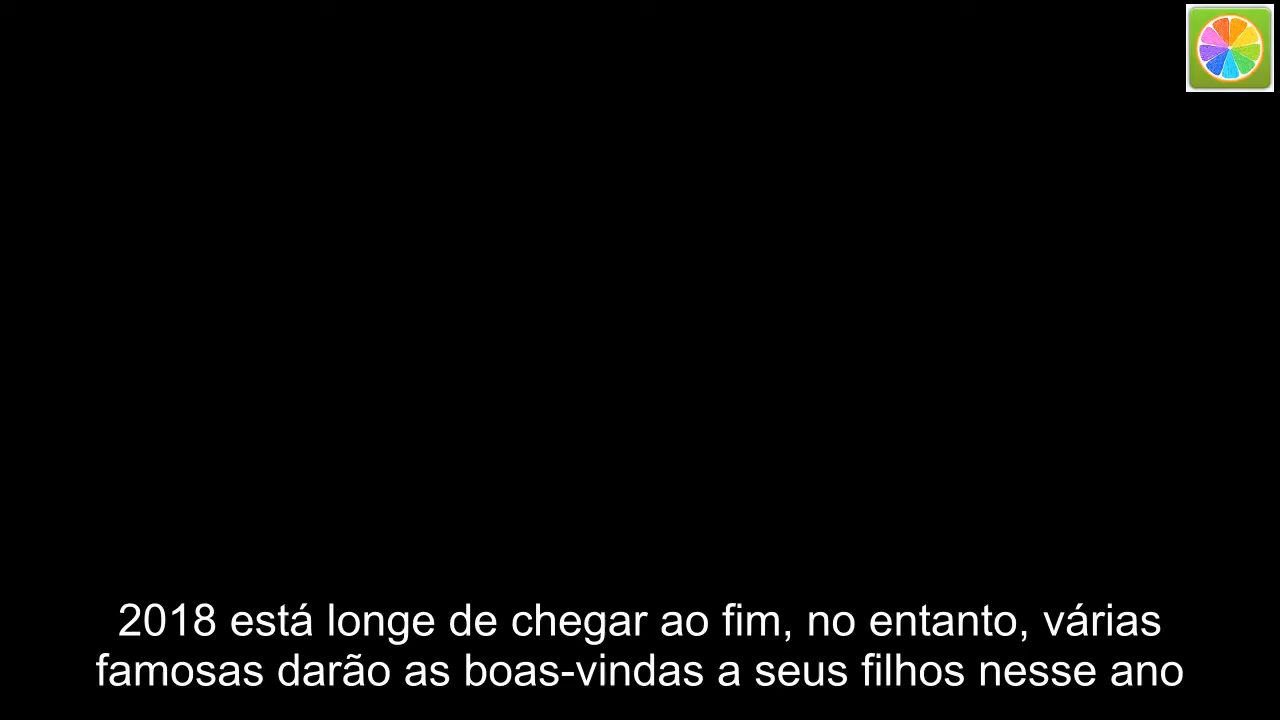 2018 está longe de chegar ao fim, no entanto, várias
famosas darão as boas-vindas a seus filhos nesse ano